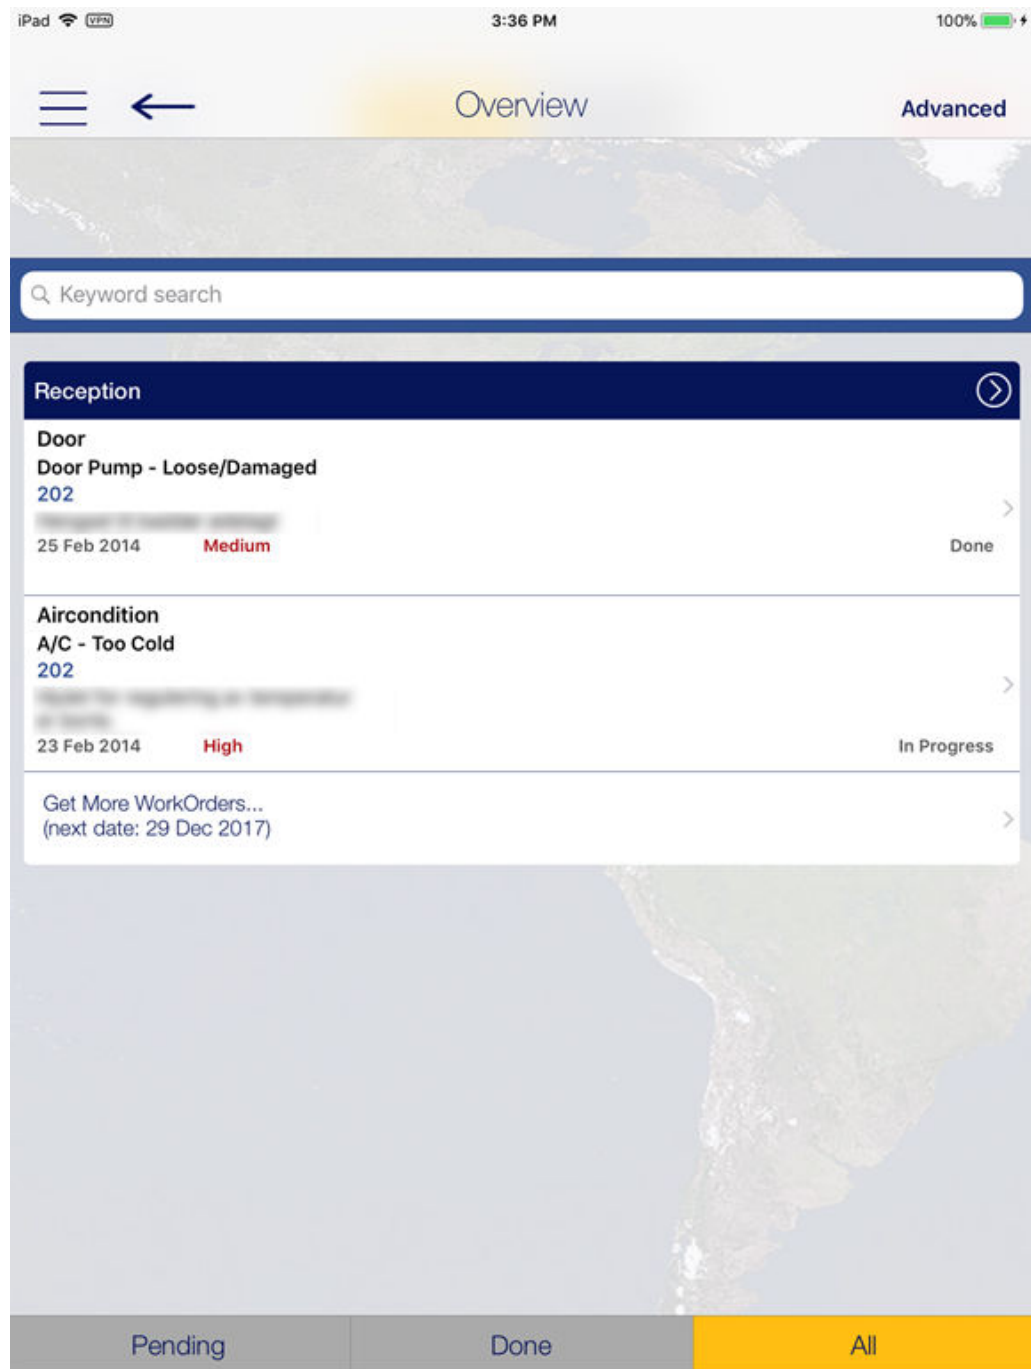 iPad VPN 3:36 PM 100%
Overview
Advanced
Keyword search
Reception
Door
Door Pump - Loose/Damaged
202
25 Feb 2014 Medium Done
Aircondition
A/C - Too Cold
202
23 Feb 2014 High In Progress
Get More WorkOrders...
(next date: 29 Dec 2017)
Pending Done All